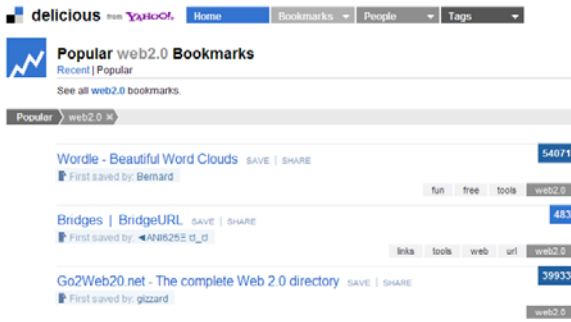 delicious from YAHOO! Home Bookmarks People Tags
Popular web2.0 Bookmarks
Recent | Popular
See all web2.0 bookmarks.
Popular web2.0 ×
Wordle - Beautiful Word Clouds SAVE | SHARE 54071
First saved by: Bernard
fun free tools web2.0
Bridges | BridgeURL SAVE | SHARE 483
First saved by:
links tools web url web2.0
Go2Web20.net - The complete Web 2.0 directory SAVE | SHARE 39933
First saved by: gizzard
web2.0